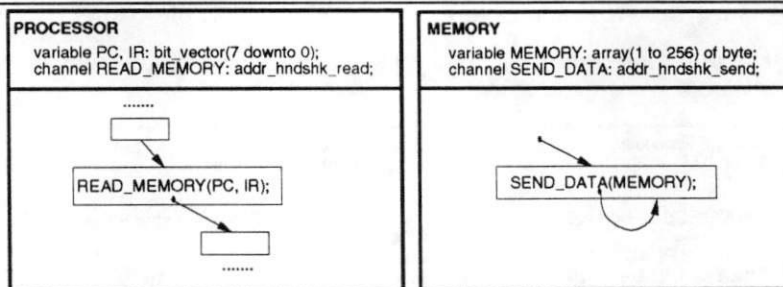 PROCESSOR
variable PC, IR: bit_vector(7 downto 0);
channel READ_MEMORY: addr_hndshk_read;
.......
READ_MEMORY(PC, IR);
.......
MEMORY
variable MEMORY: array(1 to 256) of byte;
channel SEND_DATA: addr_hndshk_send;
SEND_DATA(MEMORY);